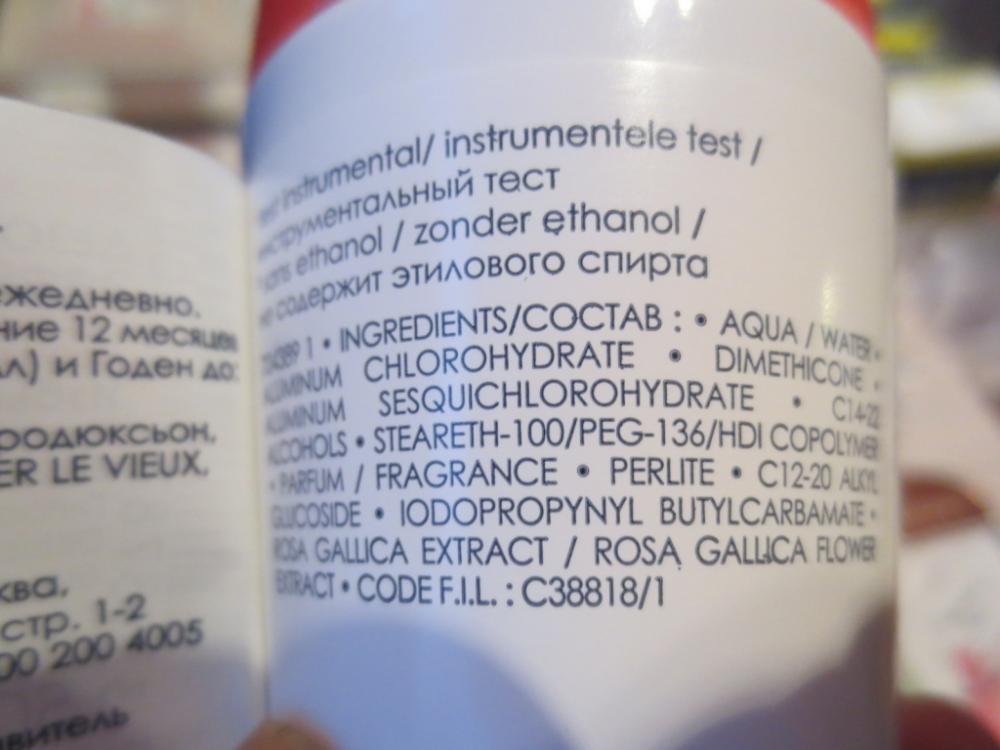 ежедневно.
ние 12 месяцев
л) и Годен до:
родюксьон,
ER LE VIEUX,
ква,
стр. 1-2
00 200 4005
витель
instrumental/ instrumentele test /
инструментальный тест
sans ethanol / zonder ethanol /
не содержит этилового спирта
1 • INGREDIENTS/СОСТАВ : • AQUA / WATER •
ALUMINUM CHLOROHYDRATE • DIMETHICONE •
ALUMINUM SESQUICHLOROHYDRATE • C14-22
ALCOHOLS • STEARETH-100/PEG-136/HDI COPOLYMER
• PARFUM / FRAGRANCE • PERLITE • C12-20 ALKYL
GLUCOSIDE • IODOPROPYNYL BUTYLCARBAMATE •
ROSA GALLICA EXTRACT / ROSA GALLICA FLOWER
EXTRACT • CODE F.I.L. : C38818/1